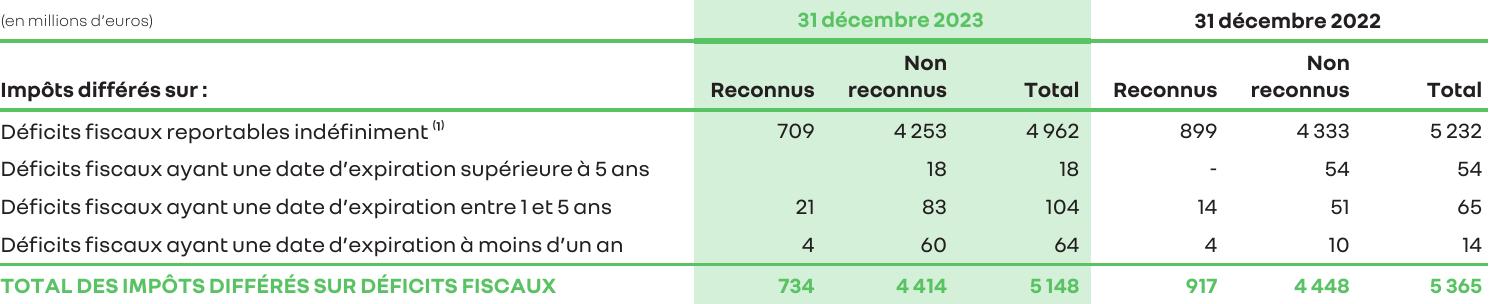 (en millions d’euros) 31 décembre 2023 31 décembre 2022
Non Non
Impôts différés sur : Reconnus reconnus Total Reconnus reconnus Total
Déficits fiscaux reportables indéfiniment (1) 709 4 253 4 962 899 4 333 5 232
Déficits fiscaux ayant une date d’expiration supérieure à 5 ans 18 18 - 54 54
Déficits fiscaux ayant une date d’expiration entre 1 et 5 ans 21 83 104 14 51 65
Déficits fiscaux ayant une date d’expiration à moins d’un an 4 60 64 4 10 14
TOTAL DES IMPÔTS DIFFÉRÉS SUR DÉFICITS FISCAUX 734 4 414 5 148 917 4 448 5 365